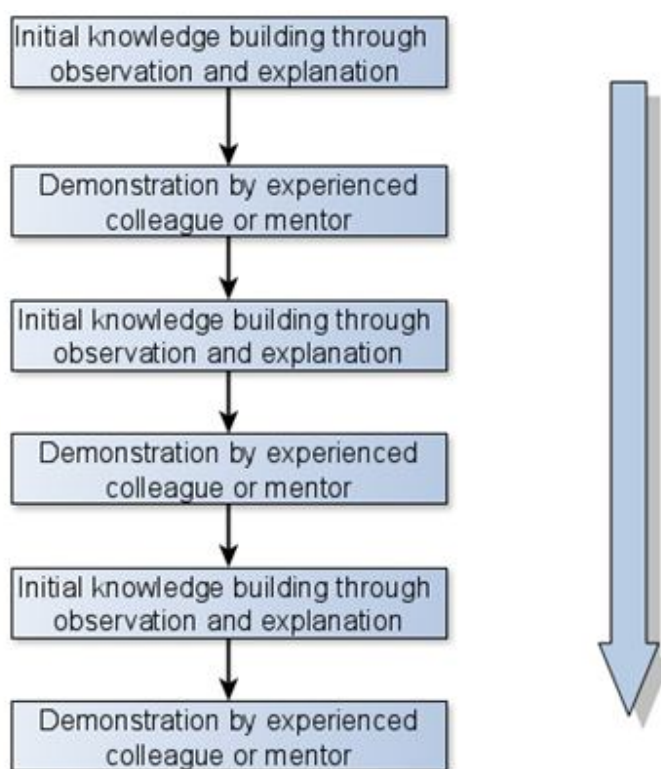 Initial knowledge building through
observation and explanation
Demonstration by experienced
colleague or mentor
Initial knowledge building through
observation and explanation
Demonstration by experienced
colleague or mentor
Initial knowledge building through
observation and explanation
Demonstration by experienced
colleague or mentor